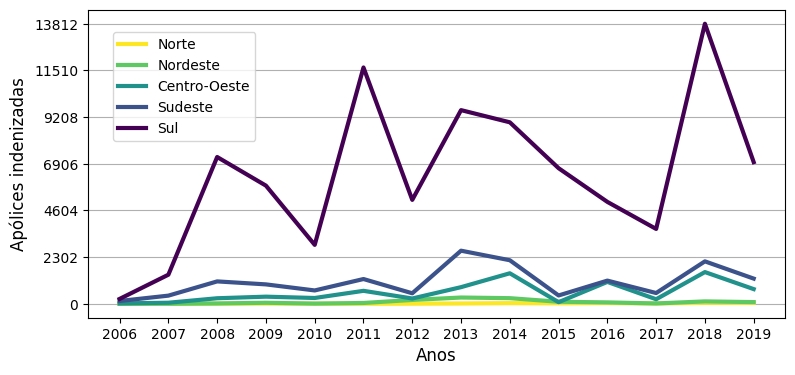 13812
11510
9208
6906
4604
2302
0
Apólices indenizadas
Norte
Nordeste
Centro-Oeste
Sudeste
Sul
2006 2007 2008 2009 2010 2011 2012 2013 2014 2015 2016 2017 2018 2019
Anos